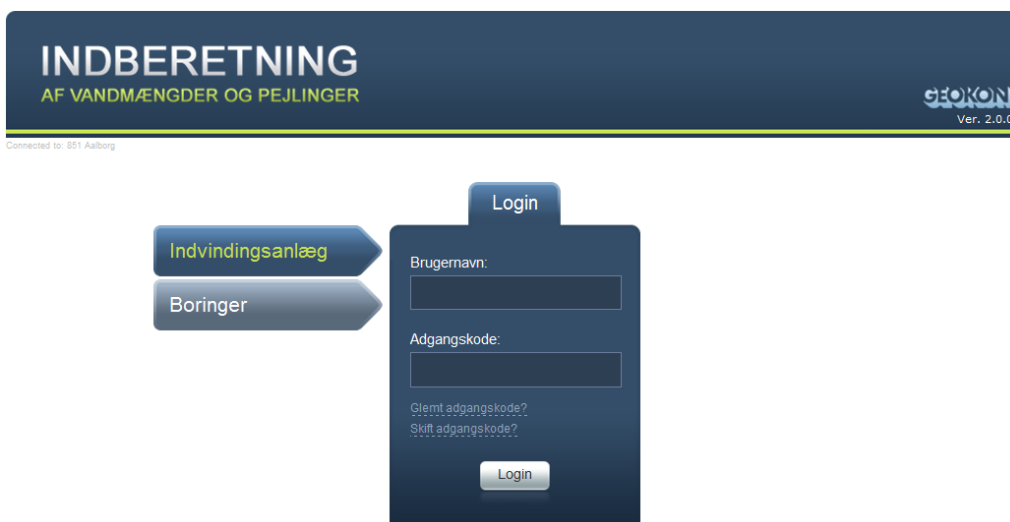 INDBERETNING
AF VANDMÆNGDER OG PEJLINGER
GEOKON
Ver. 2.0.0
Connected to: 851 Aalborg
Login
Indvindingsanlæg
Boringer
Brugernavn:
Adgangskode:
Glemt adgangskode?
Skift adgangskode?
Login